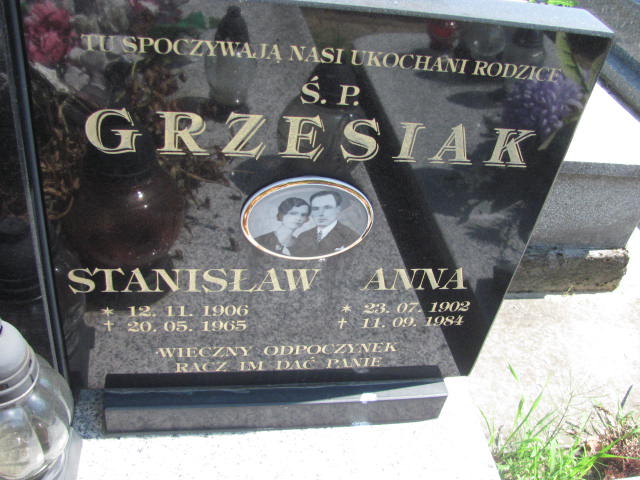 TU SPOCZYWAJĄ NASI UKOCHANI RODZICE
Ś. P.
GRZESIAK
STANISŁAW ANNA
* 12. 11. 1906 * 23. 07. 1902
† 20. 05. 1965 † 11. 09. 1984
WIECZNY ODPOCZYNEK
RACZ IM DAĆ PANIE